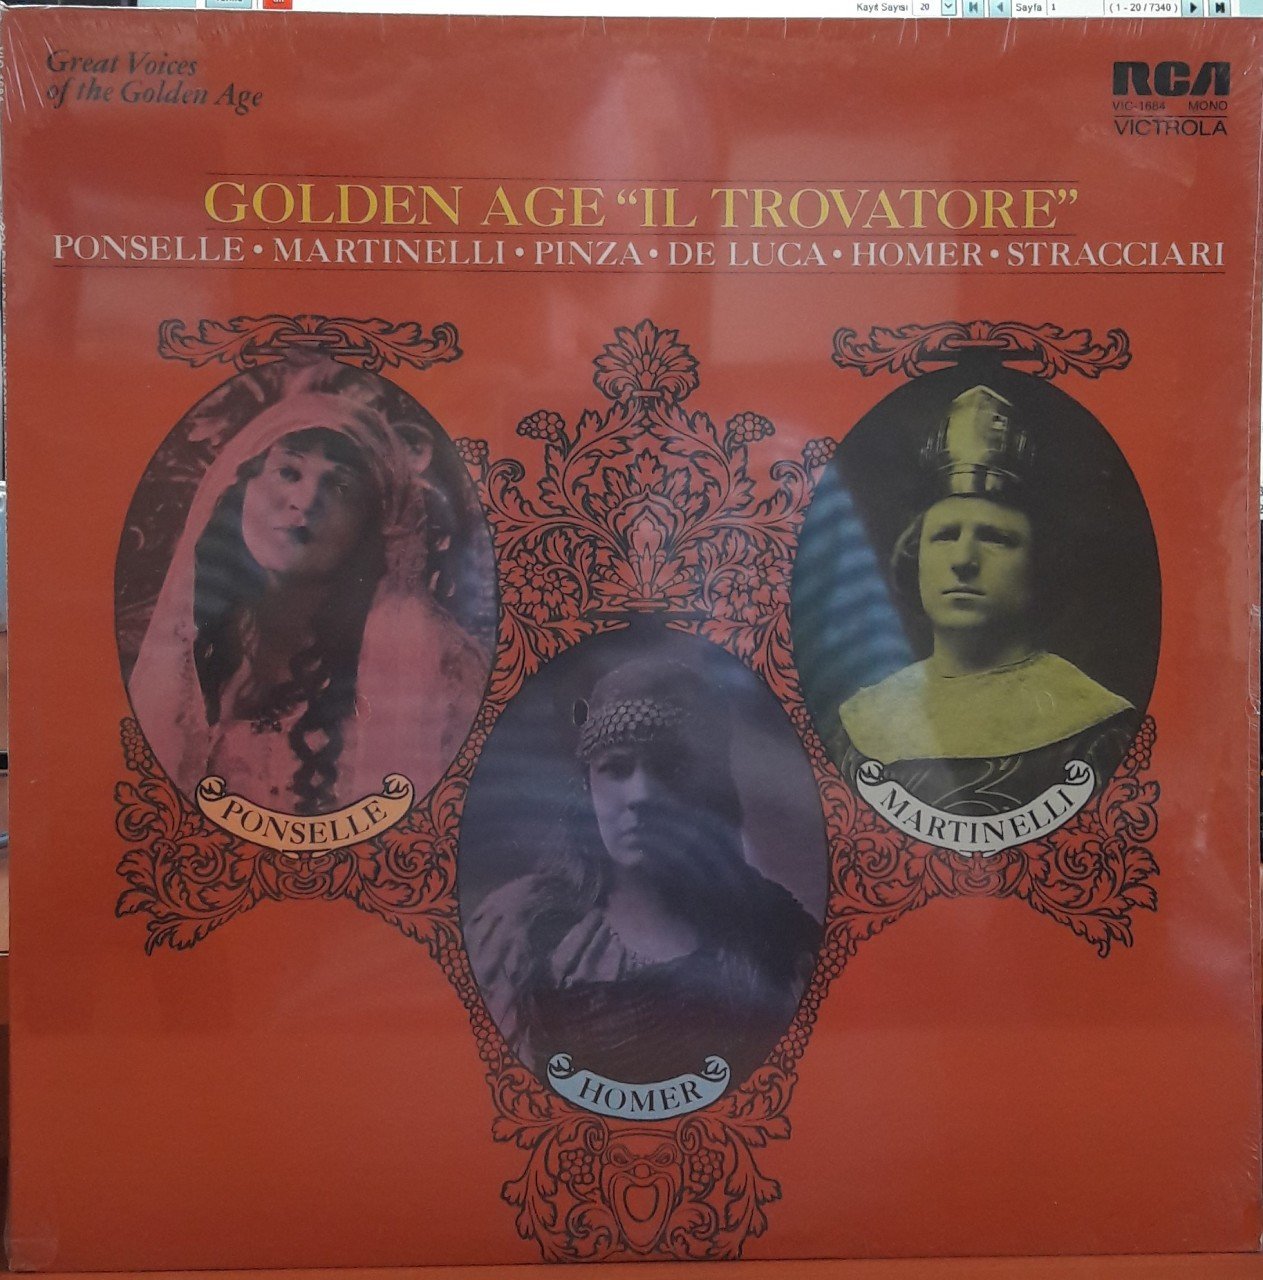 Kayıt Sayısı 20 Sayfa 1 ( 1 - 20 / 7340 )
Great Voices
of the Golden Age
RCA
VIC-1684 MONO
VICTROLA
GOLDEN AGE “IL TROVATORE”
PONSELLE • MARTINELLI • PINZA • DE LUCA • HOMER • STRACCIARI
PONSELLE
MARTINELLI
HOMER